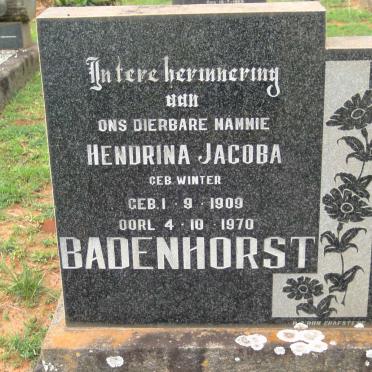 In tere herinnering
aan
ONS DIERBARE MAMMIE
HENDRINA JACOBA
GEB. WINTER
GEB. 1 · 9 · 1909
OORL 4 · 10 · 1970
BADENHORST